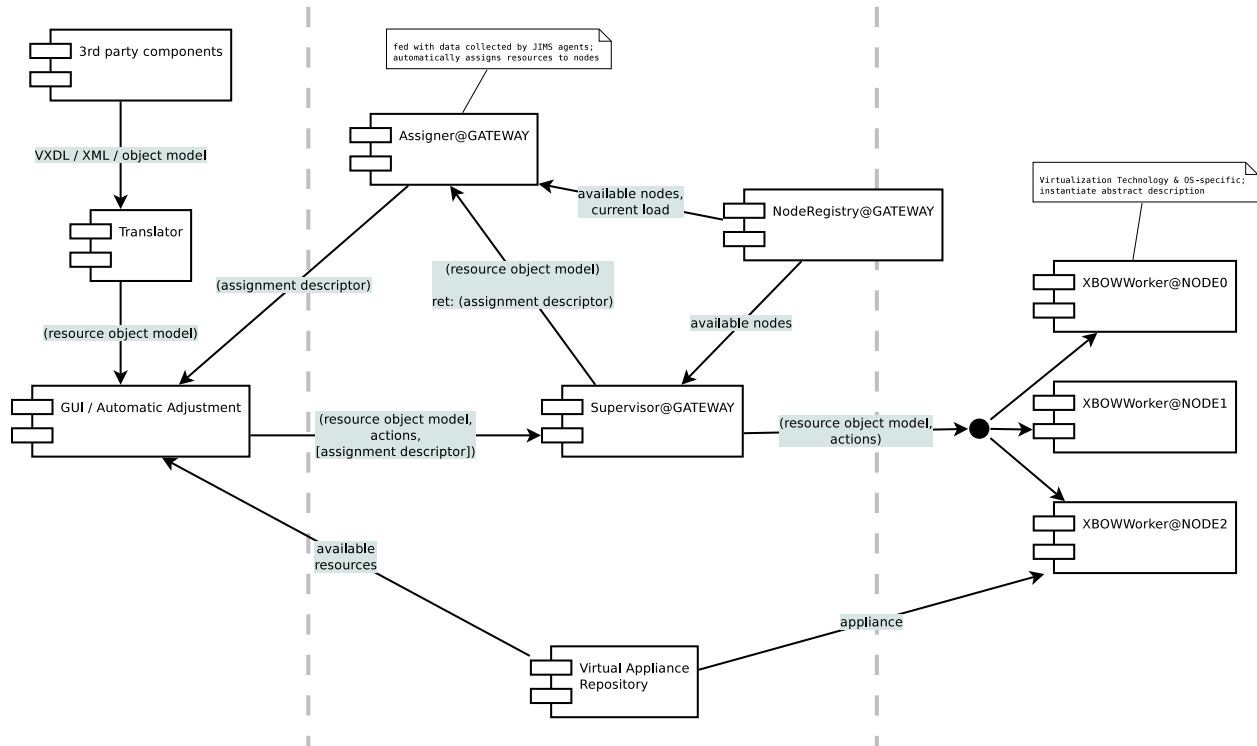 3rd party components
fed with data collected by JIMS agents;
automatically assigns resources to nodes
Assigner@GATEWAY
VXDL / XML / object model
Virtualization Technology & OS-specific;
instantiate abstract description
available nodes,
current load
NodeRegistry@GATEWAY
Translator
(resource object model)
ret: (assignment descriptor)
(assignment descriptor)
XBOWWorker@NODE0
available nodes
(resource object model)
GUI / Automatic Adjustment
Supervisor@GATEWAY
XBOWWorker@NODE1
(resource object model,
actions,
[assignment descriptor])
(resource object model,
actions)
XBOWWorker@NODE2
available
resources
appliance
Virtual Appliance
Repository